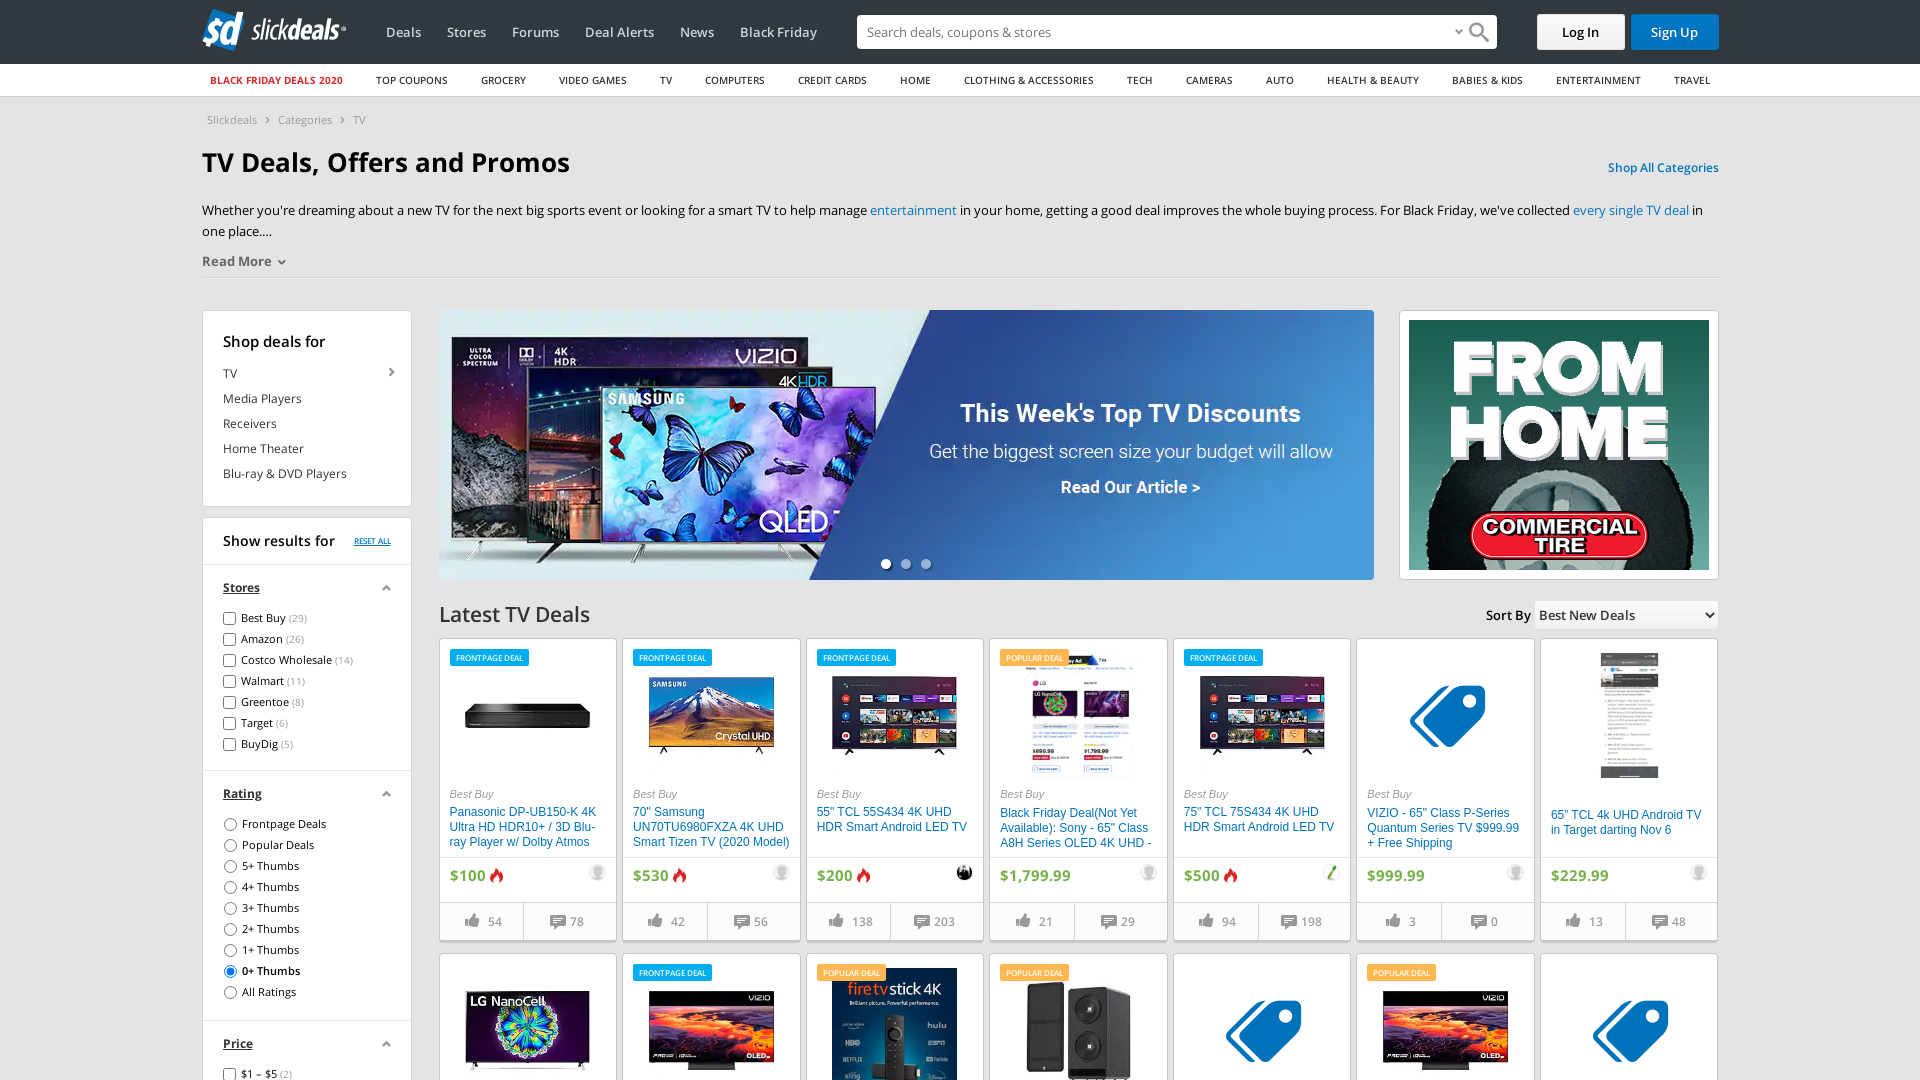 sd slickdeals
Deals
Stores
Forums
Deal Alerts
News
Black Friday
Search deals, coupons & stores
Log In
Sign Up
BLACK FRIDAY DEALS 2020
TOP COUPONS
GROCERY
VIDEO GAMES
TV
COMPUTERS
CREDIT CARDS
HOME
CLOTHING & ACCESSORIES
TECH
CAMERAS
AUTO
HEALTH & BEAUTY
BABIES & KIDS
ENTERTAINMENT
TRAVEL
Slickdeals > Categories > TV
TV Deals, Offers and Promos
Shop All Categories
Whether you're dreaming about a new TV for the next big sports event or looking for a smart TV to help manage entertainment in your home, getting a good deal improves the whole buying process. For Black Friday, we've collected every single TV deal in
one place....
Read More
Shop deals for
TV
Media Players
Receivers
Home Theater
Blu-ray & DVD Players
Show results for
RESET ALL
Stores
Best Buy (29)
Amazon (26)
Costco Wholesale (14)
Walmart (11)
Greentoe (8)
Target (6)
BuyDig (5)
Rating
Frontpage Deals
Popular Deals
5+ Thumbs
4+ Thumbs
3+ Thumbs
2+ Thumbs
1+ Thumbs
0+ Thumbs
All Ratings
Price
$1 – $5 (2)
ULTRA
COLOR
SPECTRUM
4K
HDR
VIZIO
4K HDR
SAMSUNG
QLED T
This Week's Top TV Discounts
Get the biggest screen size your budget will allow
Read Our Article >
FROM
HOME
COMMERCIAL
TIRE
Latest TV Deals
Sort By
Best New Deals
FRONTPAGE DEAL
Best Buy
Panasonic DP-UB150-K 4K
Ultra HD HDR10+ / 3D Blu-
ray Player w/ Dolby Atmos
$100
54
78
FRONTPAGE DEAL
SAMSUNG
Crystal UHD
Best Buy
70" Samsung
UN70TU6980FXZA 4K UHD
Smart Tizen TV (2020 Model)
$530
42
56
FRONTPAGE DEAL
Best Buy
55" TCL 55S434 4K UHD
HDR Smart Android LED TV
$200
138
203
POPULAR DEAL
LG
$999.99
$1,799.99
Best Buy
Black Friday Deal(Not Yet
Available): Sony - 65" Class
A8H Series OLED 4K UHD -
$1,799.99
21
29
FRONTPAGE DEAL
Best Buy
75" TCL 75S434 4K UHD
HDR Smart Android LED TV
$500
94
198
Best Buy
VIZIO - 65" Class P-Series
Quantum Series TV $999.99
+ Free Shipping
$999.99
3
0
65" TCL 4k UHD Android TV
in Target darting Nov 6
$229.99
13
48
LG NanoCell
FRONTPAGE DEAL
VIZIO
OLED
POPULAR DEAL
fire tv stick 4K
Brilliant picture. Powerful performance.
prime video
hulu
HBO
ESPN
NETFLIX
YouTube
sling
Disney+
POPULAR DEAL
POPULAR DEAL
VIZIO
OLED